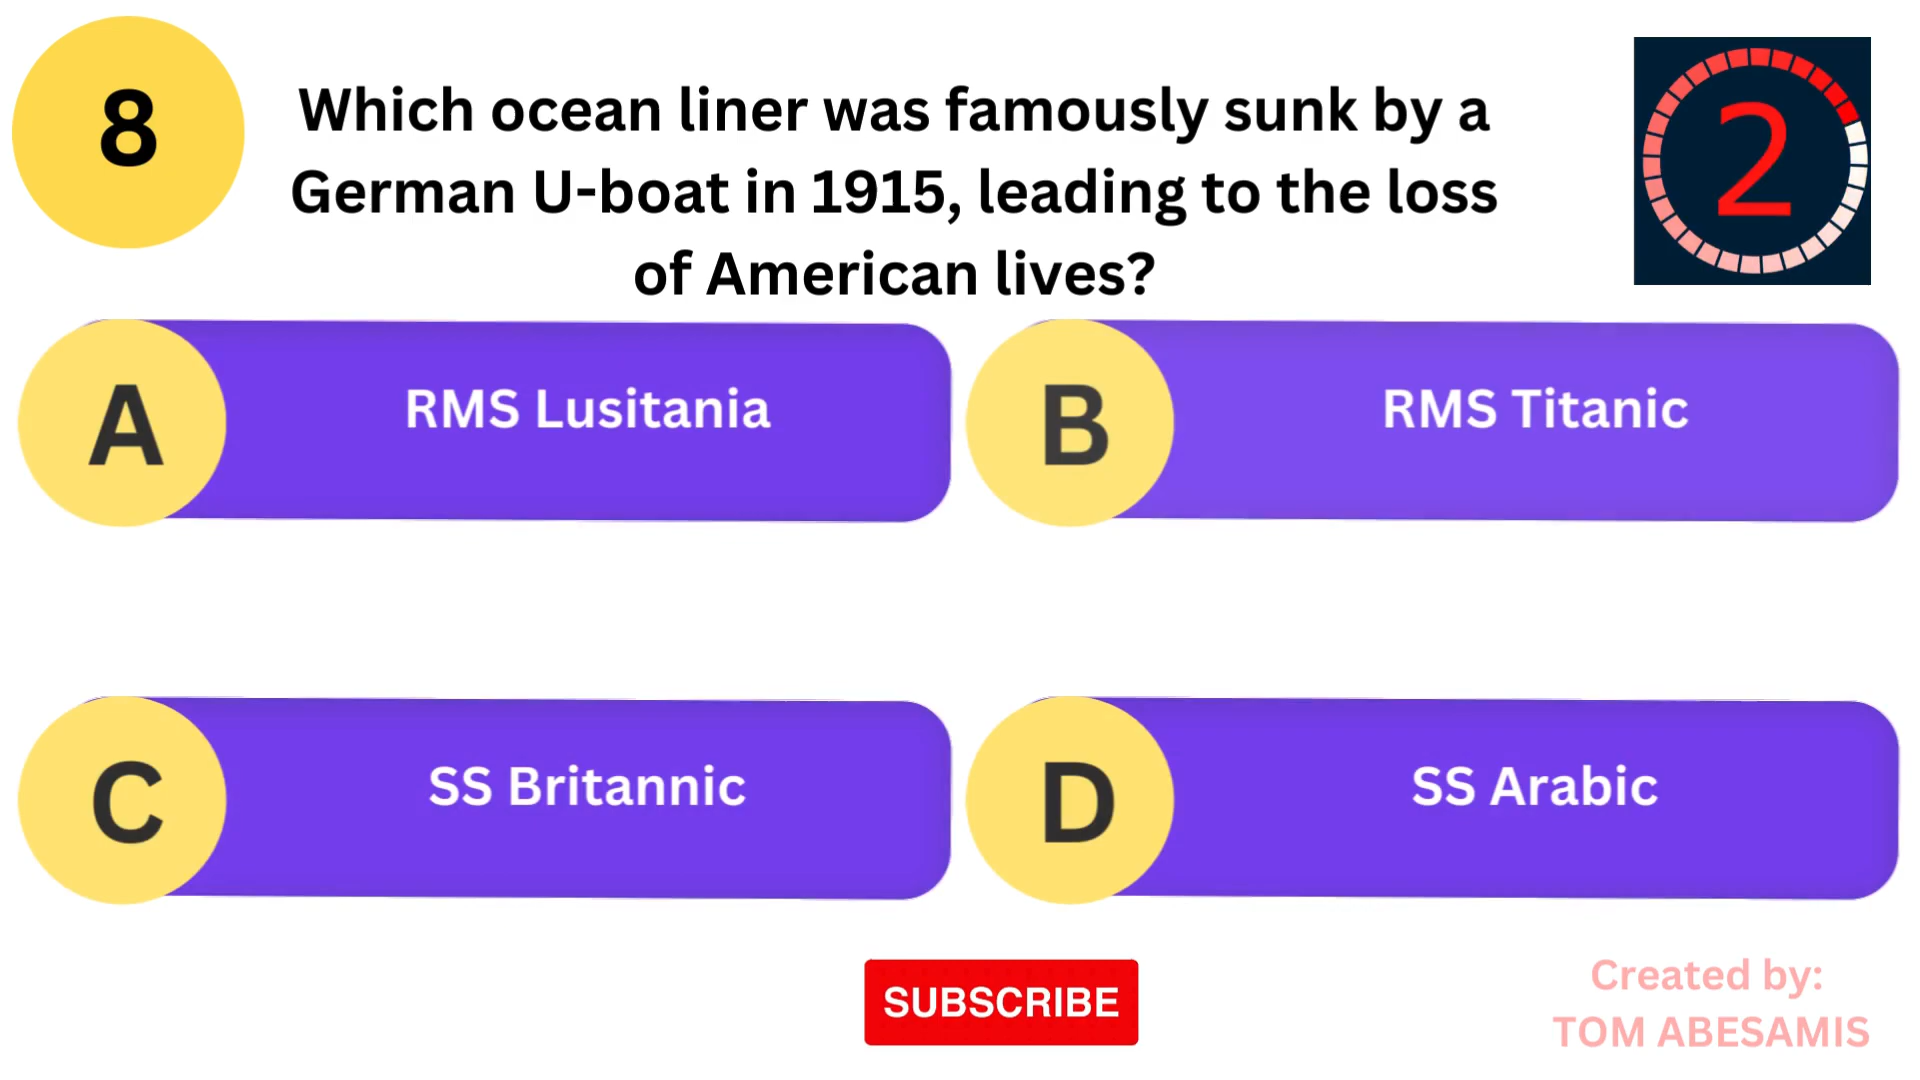 8
Which ocean liner was famously sunk by a
German U-boat in 1915, leading to the loss
of American lives?
2
A
RMS Lusitania
B
RMS Titanic
C
SS Britannic
D
SS Arabic
SUBSCRIBE
Created by:
TOM ABESAMIS